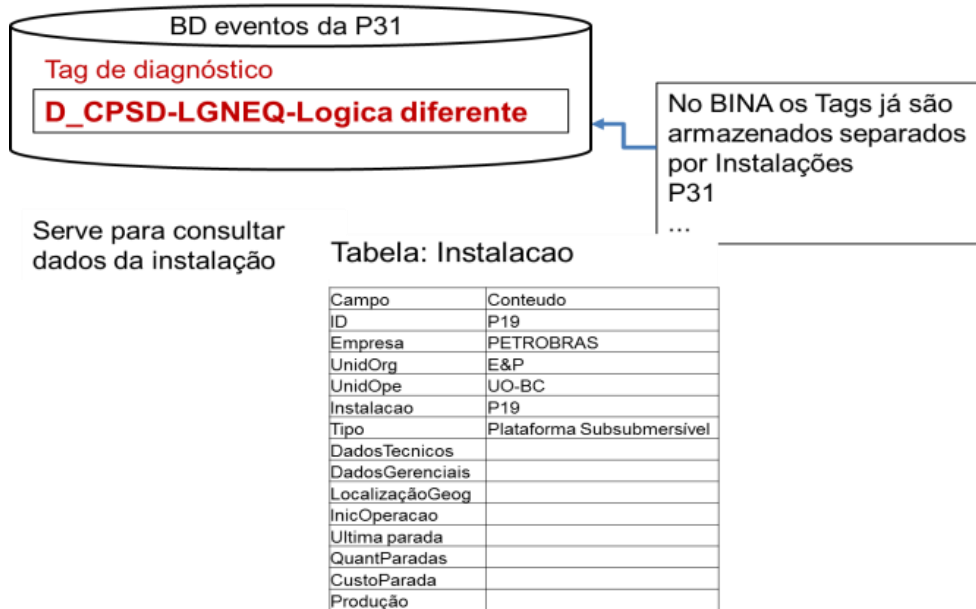 BD eventos da P31
Tag de diagnóstico
D_CPSD-LGNEQ-Logica diferente
No BINA os Tags já são
armazenados separados
por Instalações
P31
...
Serve para consultar
dados da instalação
Tabela: Instalacao
Campo Conteudo
ID P19
Empresa PETROBRAS
UnidOrg E&P
UnidOpe UO-BC
Instalacao P19
Tipo Plataforma Subsubmersível
DadosTecnicos
DadosGerenciais
LocalizaçãoGeog
InicOperacao
Ultima parada
QuantParadas
CustoParada
Produção